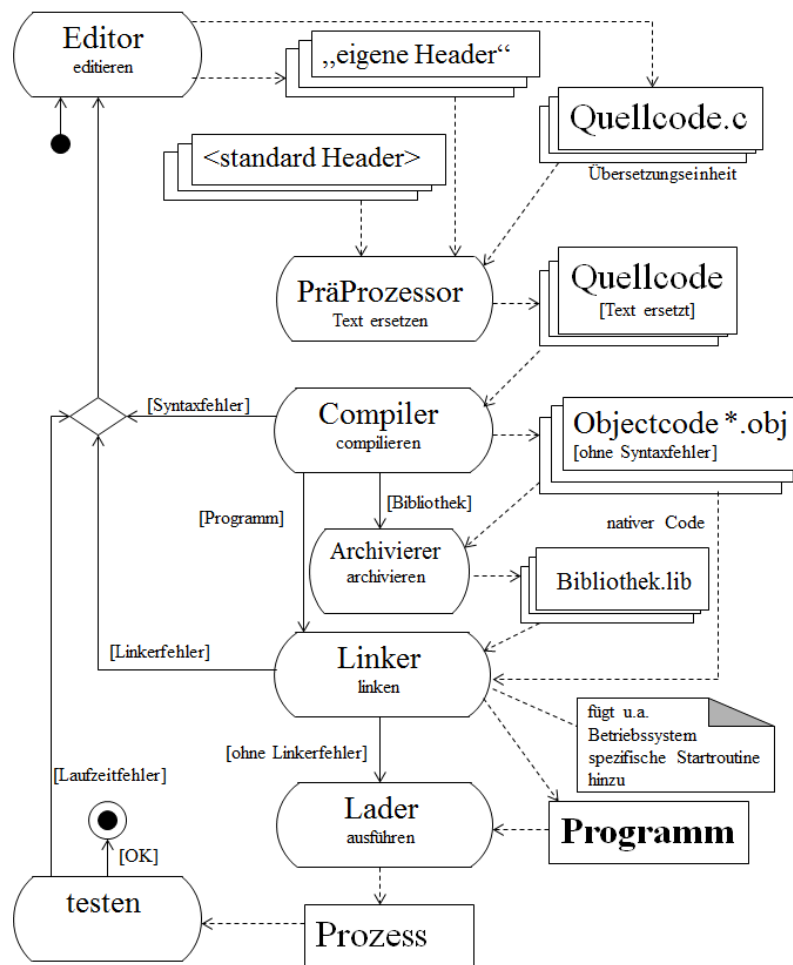 Editor
editieren
„eigene Header“
Quellcode.c
<standard Header>
Übersetzungseinheit
PräProzessor
Text ersetzen
Quellcode
[Text ersetzt]
[Syntaxfehler]
Compiler
compilieren
Objectcode *.obj
[ohne Syntaxfehler]
[Programm]
[Bibliothek]
nativer Code
Archivierer
archivieren
Bibliothek.lib
[Linkerfehler]
Linker
linken
fügt u.a.
Betriebssystem
spezifische Startroutine
hinzu
[ohne Linkerfehler]
[Laufzeitfehler]
Lader
ausführen
Programm
[OK]
testen
Prozess